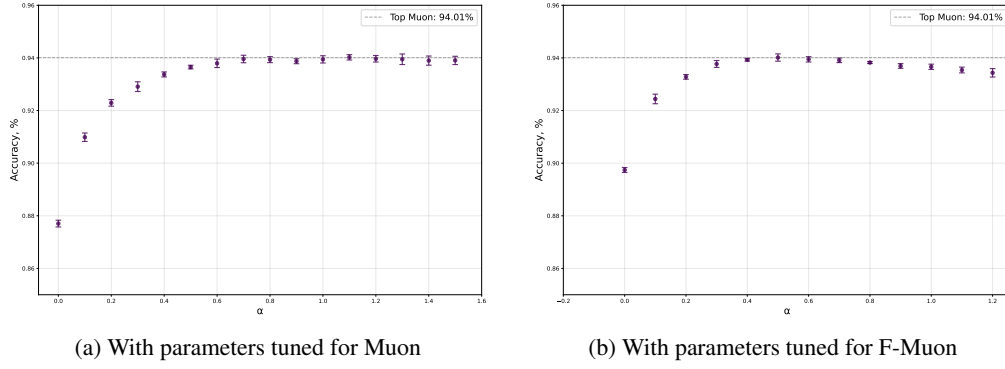 0.96
0.94
0.92
0.90
0.88
0.86
Accuracy, %
Top Muon: 94.01%
0.0 0.2 0.4 0.6 0.8 1.0 1.2 1.4 1.6
α
(a) With parameters tuned for Muon
0.96
0.94
0.92
0.90
0.88
0.86
Accuracy, %
Top Muon: 94.01%
−0.2 0.0 0.2 0.4 0.6 0.8 1.0 1.2
α
(b) With parameters tuned for F-Muon